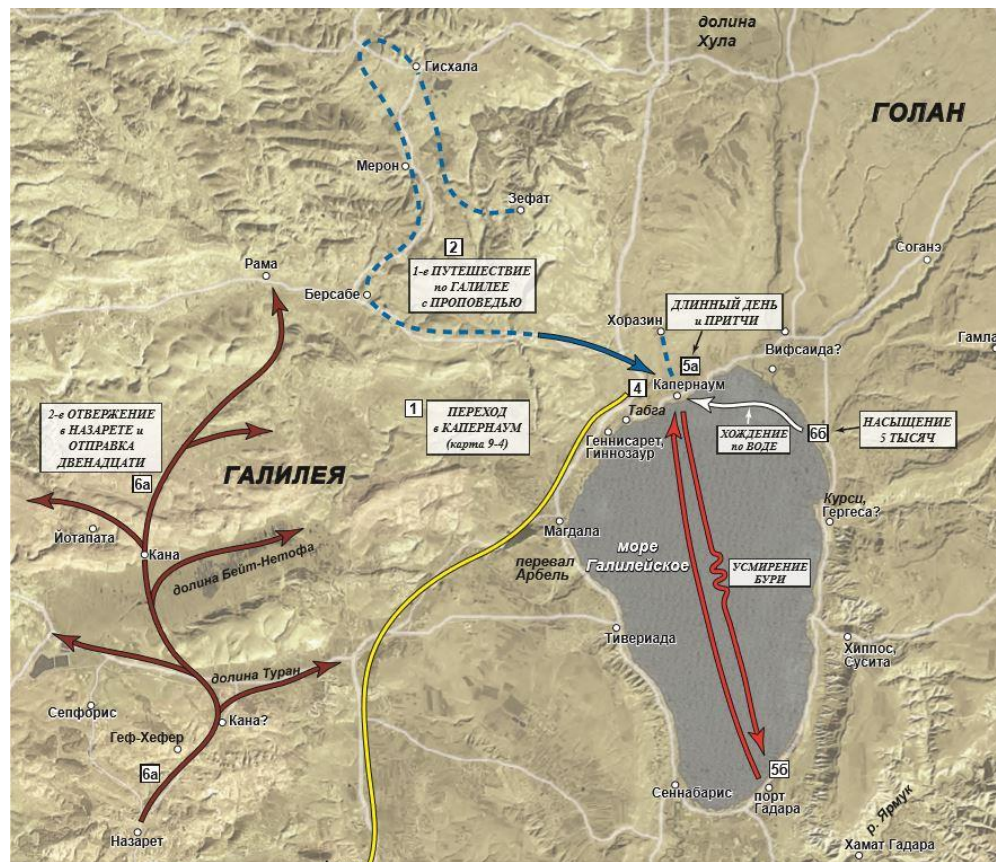 долина
Хула
Гисхала
ГОЛАН
Мерон
Зефат
2
1-е ПУТЕШЕСТВИЕ
по ГАЛИЛЕЕ
с ПРОПОВЕДЬЮ
Рама
Берсабе
Соганэ
ДЛИННЫЙ ДЕНЬ
и ПРИТЧИ
Хоразин
Вифсаида?
Гамла
5а
Капернаум
4
Табга
1
ПЕРЕХОД
в КАПЕРНАУМ
(карта 9-4)
2-е ОТВЕРЖЕНИЕ
в НАЗАРЕТЕ и
ОТПРАВКА
ДВЕНАДЦАТИ
Геннисарет,
Гиннозаур
ХОЖДЕНИЕ
по ВОДЕ
6б
НАСЫЩЕНИЕ
5 ТЫСЯЧ
6а
ГАЛИЛЕЯ
Курси,
Гергеса?
Йотапата
Кана
Магдала
долина Бейт-Нетофа
перевал
Арбель
море
Галилейское
УСМИРЕНИЕ
БУРИ
Тивериада
Хиппос,
Сусита
долина Туран
Сепфорис
Кана?
Геф-Хефер
6а
5б
Сеннабарис
порт
Гадара
р. Ярмук
Назарет
Хамат Гадара